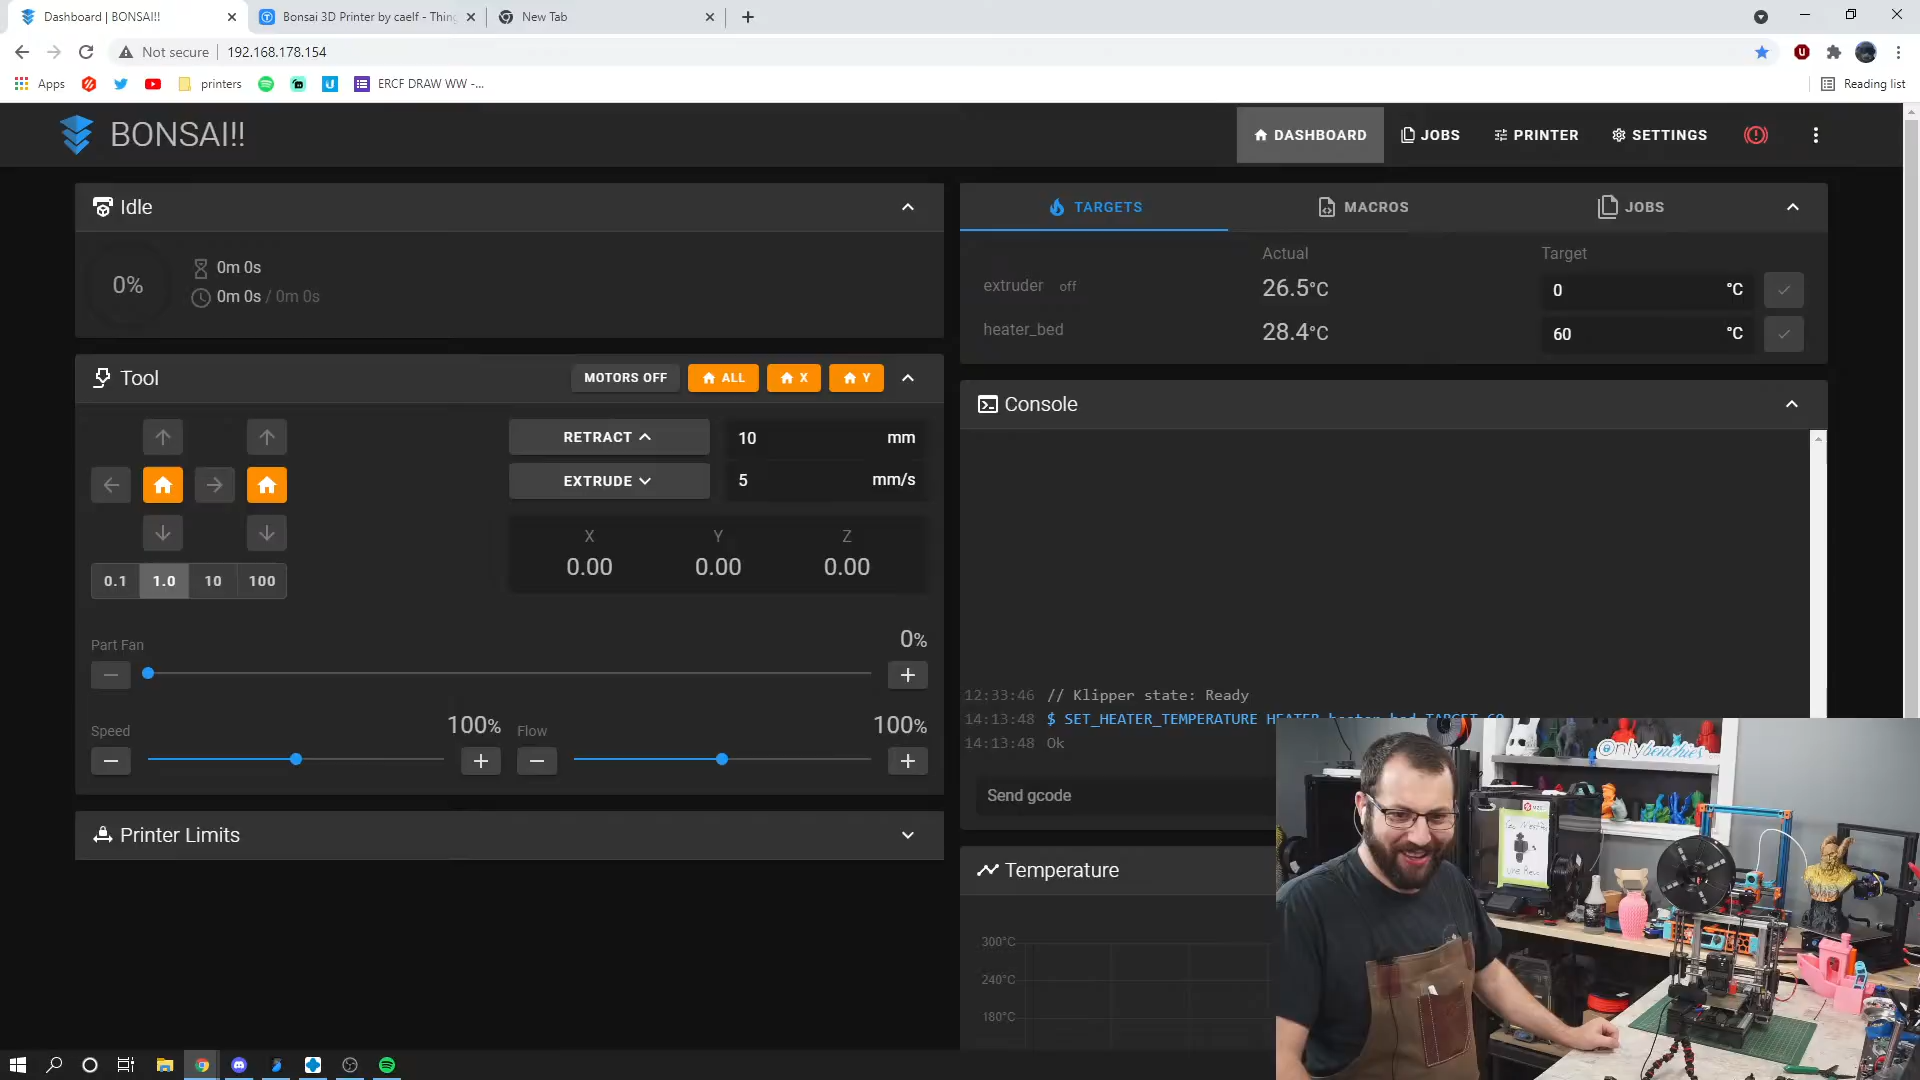 Dashboard | BONSAI!!
Bonsai 3D Printer by caelf - Thing
New Tab
Not secure
192.168.178.154
Apps
printers
ERCF DRAW WW -...
Reading list
BONSAI!!
DASHBOARD
JOBS
PRINTER
SETTINGS
Idle
0%
0m 0s
0m 0s / 0m 0s
TARGETS
MACROS
JOBS
Actual
Target
extruder off
26.5°C
0 °C
heater_bed
28.4°C
60 °C
Tool
MOTORS OFF
ALL
X
Y
RETRACT
10 mm
EXTRUDE
5 mm/s
X Y Z
0.00 0.00 0.00
0.1 1.0 10 100
Part Fan
0%
Speed
100%
Flow
100%
Printer Limits
Console
12:33:46 // Klipper state: Ready
14:13:48 $ SET_HEATER_TEMPERATURE HEATER=heater_bed TARGET=60
14:13:48 Ok
Send gcode
Temperature
300°C
240°C
180°C
onlybenchies